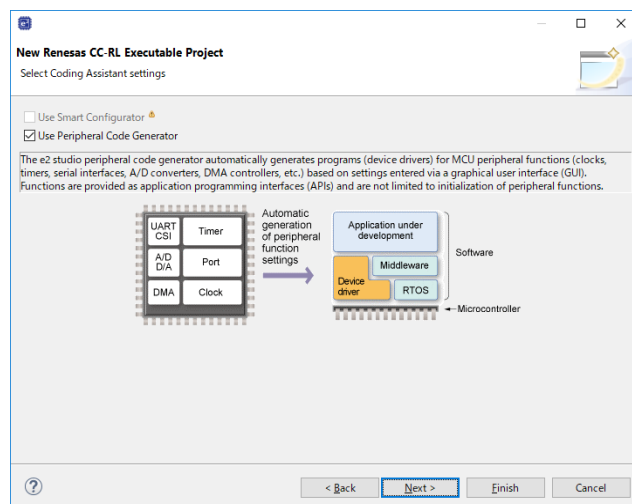 e²
New Renesas CC-RL Executable Project
Select Coding Assistant settings
Use Smart Configurator
Use Peripheral Code Generator
The e2 studio peripheral code generator automatically generates programs (device drivers) for MCU peripheral functions (clocks,
timers, serial interfaces, A/D converters, DMA controllers, etc.) based on settings entered via a graphical user interface (GUI).
Functions are provided as application programming interfaces (APIs) and are not limited to initialization of peripheral functions.
UART
CSI
Timer
A/D
D/A
Port
DMA
Clock
Automatic
generation
of peripheral
function
settings
Application under
development
Middleware
Device
driver
RTOS
Software
Microcontroller
?
< Back
Next >
Finish
Cancel